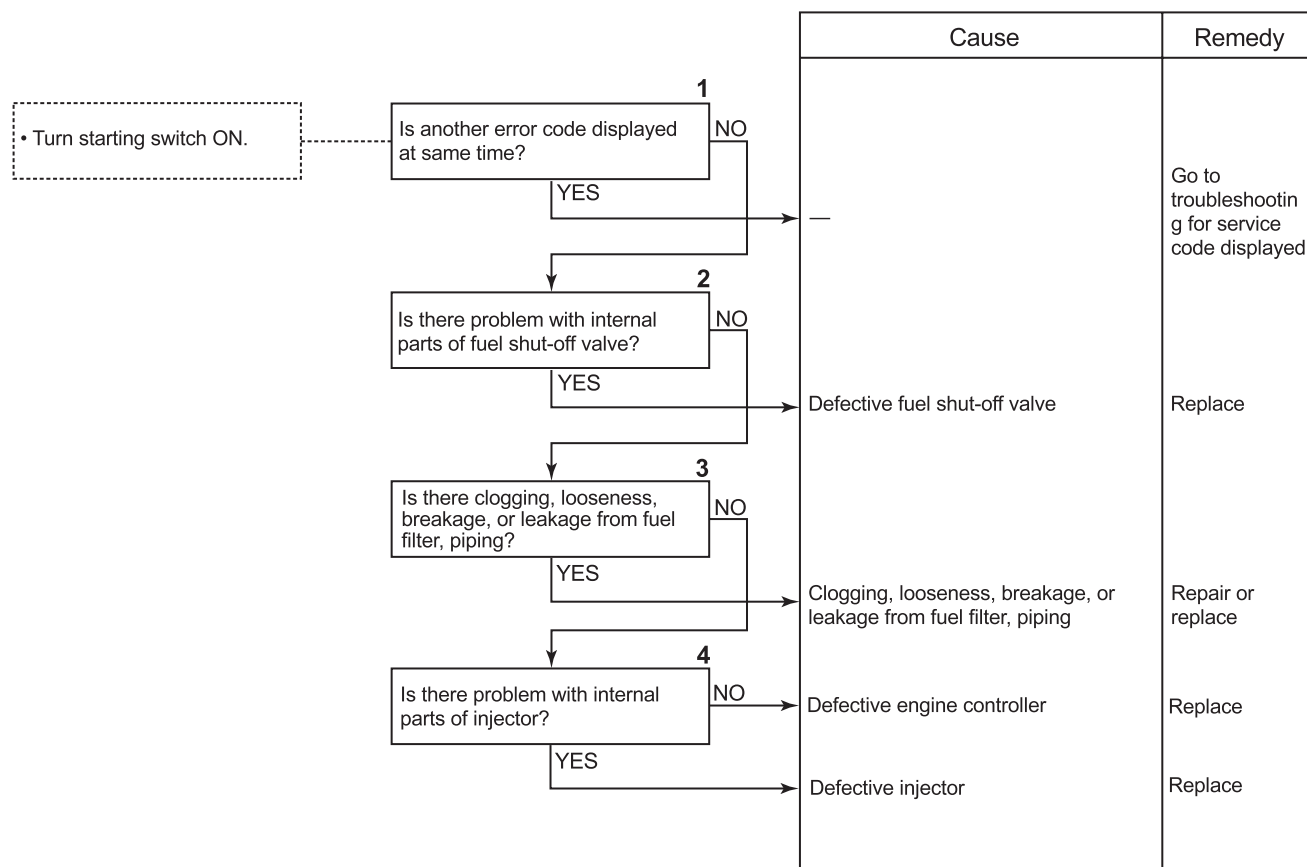 Cause
Remedy
• Turn starting switch ON.
1
Is another error code displayed
at same time?
NO
YES
—
Go to
troubleshootin
g for service
code displayed
2
Is there problem with internal
parts of fuel shut-off valve?
NO
YES
Defective fuel shut-off valve
Replace
3
Is there clogging, looseness,
breakage, or leakage from fuel
filter, piping?
NO
YES
Clogging, looseness, breakage, or
leakage from fuel filter, piping
Repair or
replace
4
Is there problem with internal
parts of injector?
NO
Defective engine controller
Replace
YES
Defective injector
Replace